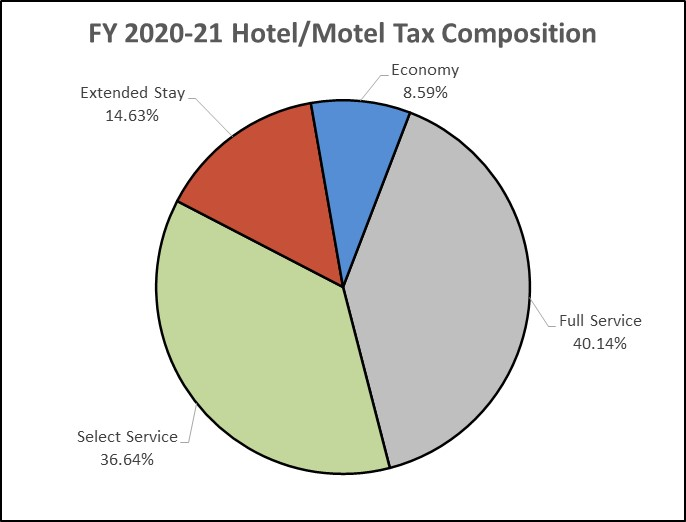 FY 2020-21 Hotel/Motel Tax Composition
Economy
8.59%
Extended Stay
14.63%
Full Service
40.14%
Select Service
36.64%